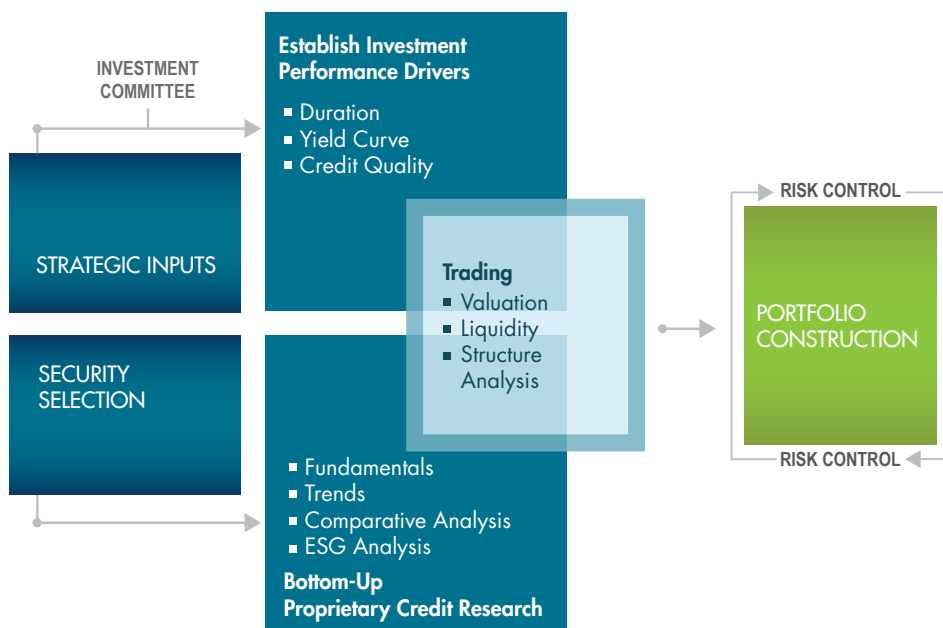 INVESTMENT
COMMITTEE
STRATEGIC INPUTS
Establish Investment
Performance Drivers
▪ Duration
▪ Yield Curve
▪ Credit Quality
Trading
▪ Valuation
▪ Liquidity
▪ Structure
Analysis
SECURITY
SELECTION
▪ Fundamentals
▪ Trends
▪ Comparative Analysis
▪ ESG Analysis
Bottom-Up
Proprietary Credit Research
RISK CONTROL
PORTFOLIO
CONSTRUCTION
RISK CONTROL